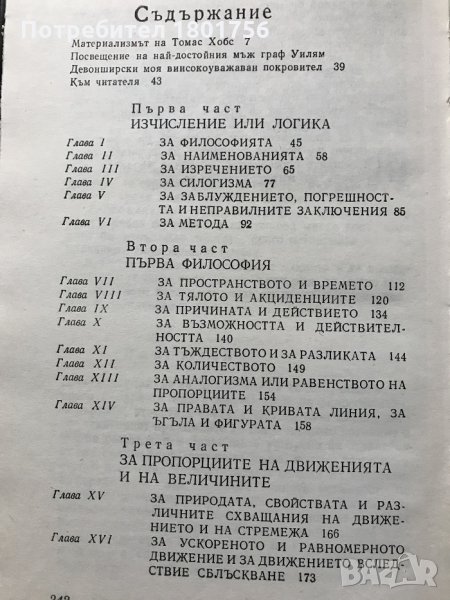 Потребител 1801756
Съдържание
Материализмът на Томас Хобс 7
Посвещение на най-достойния мъж граф Уилям
Девонширски моя винсокоуважаван покровител 39
Към читателя 43
Първа част
ИЗЧИСЛЕНИЕ ИЛИ ЛОГИКА
Глава I ЗА ФИЛОСОФИЯТА 45
Глава II ЗА НАИМЕНОВАНИЯТА 58
Глава III ЗА ИЗРЕЧЕНИЕТО 65
Глава IV ЗА СИЛОГИЗМА 77
Глава V ЗА ЗАБЛУЖДЕНИЕТО, ПОГРЕШНОСТ-
ТА И НЕПРАВИЛНИТЕ ЗАКЛЮЧЕНИЯ 85
Глава VI ЗА МЕТОДА 92
Втора част
ПЪРВА ФИЛОСОФИЯ
Глава VII ЗА ПРОСТРАНСТВОТО И ВРЕМЕТО 112
Глава VIII ЗА ТЯЛОТО И АКЦИДЕНЦИИТЕ 120
Глава IX ЗА ПРИЧИНАТА И ДЕЙСТВИЕТО 134
Глава X ЗА ВЪЗМОЖНОСТТА И ДЕЙСТВИТЕЛ-
НОСТТА 140
Глава XI ЗА ТЪЖДЕСТВОТО И ЗА РАЗЛИКАТА 144
Глава XII ЗА КОЛИЧЕСТВОТО 149
Глава XIII ЗА АНАЛОГИЗМА ИЛИ РАВЕНСТВОТО НА
ПРОПОРЦИИТЕ 154
Глава XIV ЗА ПРАВАТА И КРИВАТА ЛИНИЯ, ЗА
ЪГЪЛА И ФИГУРАТА 158
Трета част
ЗА ПРОПОРЦИИТЕ НА ДВИЖЕНИЯТА
И НА ВЕЛИЧИНИТЕ
Глава XV ЗА ПРИРОДАТА, СВОЙСТВАТА И РАЗ-
ЛИЧНИТЕ СХВАЩАНИЯ НА ДВИЖЕ-
НИЕТО И НА СТРЕМЕЖА 166
Глава XVI ЗА УСКОРЕНОТО И РАВНОМЕРНОТО
ДВИЖЕНИЕ И ЗА ДВИЖЕНИЕТО ВСЛЕД-
СТВИЕ СБЛЪСКВАНЕ 173
bazar